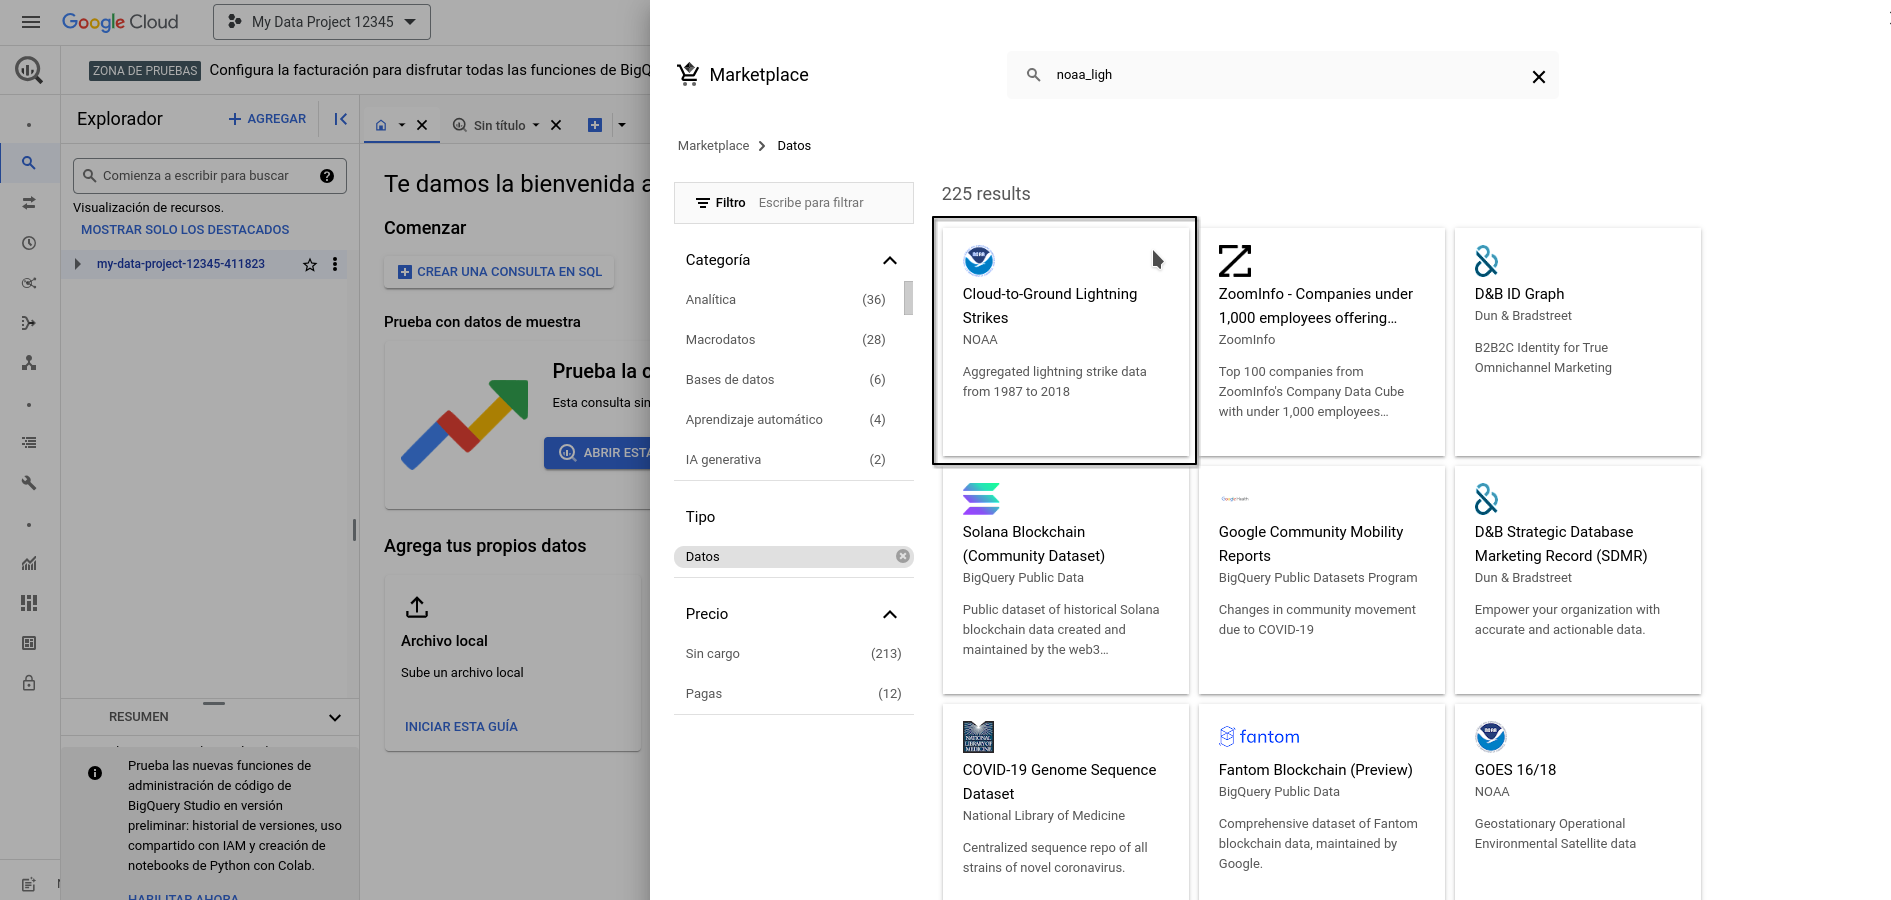 Google Cloud
My Data Project 12345
ZONA DE PRUEBAS
Configura la facturación para disfrutar todas las funciones de BigQ
Explorador
AGREGAR
Comienza a escribir para buscar
Visualización de recursos.
MOSTRAR SOLO LOS DESTACADOS
my-data-project-12345-411823
RESUMEN
Prueba las nuevas funciones de
administración de código de
BigQuery Studio en versión
preliminar: historial de versiones, uso
compartido con IAM y creación de
notebooks de Python con Colab.
HABILITAR AHORA
Sin título
Te damos la bienvenida a
Comenzar
CREAR UNA CONSULTA EN SQL
Prueba con datos de muestra
Prueba la c
Esta consulta sin
ABRIR ESTA
Agrega tus propios datos
Archivo local
Sube un archivo local
INICIAR ESTA GUÍA
Marketplace
noaa_ligh
Marketplace
Datos
Filtro
Escribe para filtrar
Categoría
Analítica (36)
Macrodatos (28)
Bases de datos (6)
Aprendizaje automático (4)
IA generativa (2)
Tipo
Datos
Precio
Sin cargo (213)
Pagas (12)
225 results
Cloud-to-Ground Lightning
Strikes
NOAA
Aggregated lightning strike data
from 1987 to 2018
ZoomInfo - Companies under
1,000 employees offering…
ZoomInfo
Top 100 companies from
ZoomInfo's Company Data Cube
with under 1,000 employees…
D&B ID Graph
Dun & Bradstreet
B2B2C Identity for True
Omnichannel Marketing
Solana Blockchain
(Community Dataset)
BigQuery Public Data
Public dataset of historical Solana
blockchain data created and
maintained by the web3…
Google Health
Google Community Mobility
Reports
BigQuery Public Datasets Program
Changes in community movement
due to COVID-19
D&B Strategic Database
Marketing Record (SDMR)
Dun & Bradstreet
Empower your organization with
accurate and actionable data.
NATIONAL
LIBRARY OF
MEDICINE
COVID-19 Genome Sequence
Dataset
National Library of Medicine
Centralized sequence repo of all
strains of novel coronavirus.
fantom
Fantom Blockchain (Preview)
BigQuery Public Data
Comprehensive dataset of Fantom
blockchain data, maintained by
Google.
GOES 16/18
NOAA
Geostationary Operational
Environmental Satellite data